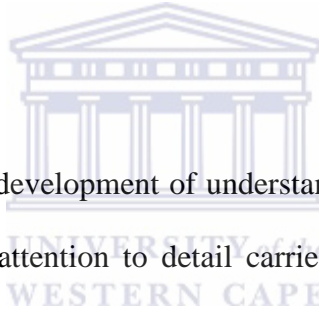 development of understan
UNIVERSITY of the
attention to detail carrie
WESTERN CAPE